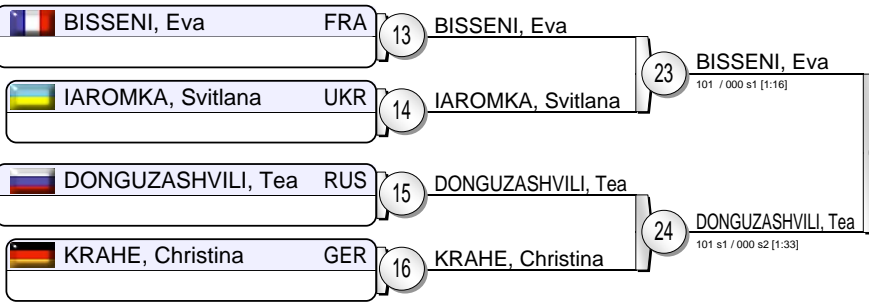 BISSENI, Eva FRA
13
BISSENI, Eva
23
BISSENI, Eva
101 / 000 s1 [1:16]
IAROMKA, Svitlana UKR
14
IAROMKA, Svitlana
DONGUZASHVILI, Tea RUS
15
DONGUZASHVILI, Tea
24
DONGUZASHVILI, Tea
101 s1 / 000 s2 [1:33]
KRAHE, Christina GER
16
KRAHE, Christina